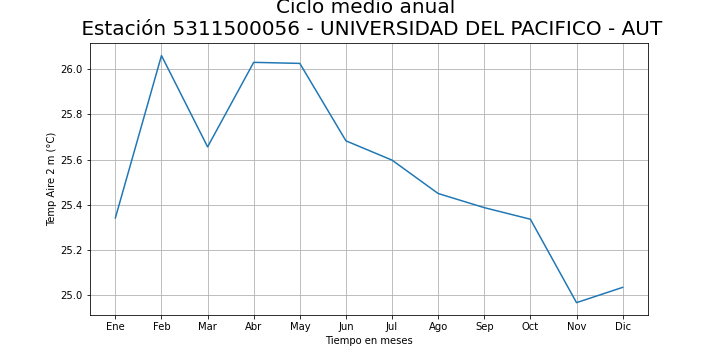 Ciclo medio anual
Estación 5311500056 - UNIVERSIDAD DEL PACIFICO - AUT
26.0
25.8
25.6
25.4
25.2
25.0
Temp Aire 2 m (°C)
Ene Feb Mar Abr May Jun Jul Ago Sep Oct Nov Dic
Tiempo en meses